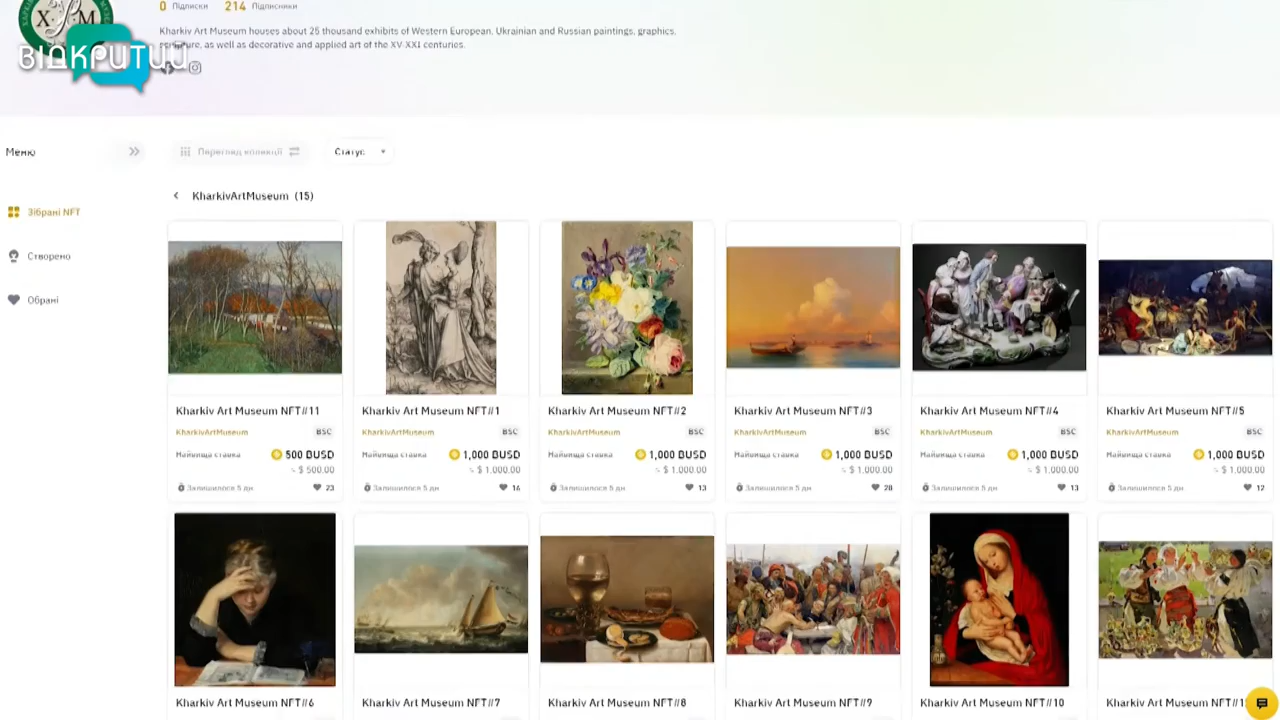 0 Підписки 214 Підписники
Kharkiv Art Museum houses about 25 thousand exhibits of Western European, Ukrainian and Russian paintings, graphics,
as well as decorative and applied art of the XV-XXI centuries.
ВІДКРИТИЙ
Меню
Перегляд колекції
Статус
KharkivArtMuseum (15)
Зібрані NFT
Створено
Обрані
Kharkiv Art Museum NFT#11
KharkivArtMuseum BSC
Найвища ставка 500 BUSD
≈ $ 500.00
Залишилося 5 дн 23
Kharkiv Art Museum NFT#1
KharkivArtMuseum BSC
Найвища ставка 1,000 BUSD
≈ $ 1,000.00
Залишилося 5 дн 16
Kharkiv Art Museum NFT#2
KharkivArtMuseum BSC
Найвища ставка 1,000 BUSD
≈ $ 1,000.00
Залишилося 5 дн 13
Kharkiv Art Museum NFT#3
KharkivArtMuseum BSC
Найвища ставка 1,000 BUSD
≈ $ 1,000.00
Залишилося 5 дн 28
Kharkiv Art Museum NFT#4
KharkivArtMuseum BSC
Найвища ставка 1,000 BUSD
≈ $ 1,000.00
Залишилося 5 дн 13
Kharkiv Art Museum NFT#5
KharkivArtMuseum BSC
Найвища ставка 1,000 BUSD
≈ $ 1,000.00
Залишилося 5 дн 12
Kharkiv Art Museum NFT#6
Kharkiv Art Museum NFT#7
Kharkiv Art Museum NFT#8
Kharkiv Art Museum NFT#9
Kharkiv Art Museum NFT#10
Kharkiv Art Museum